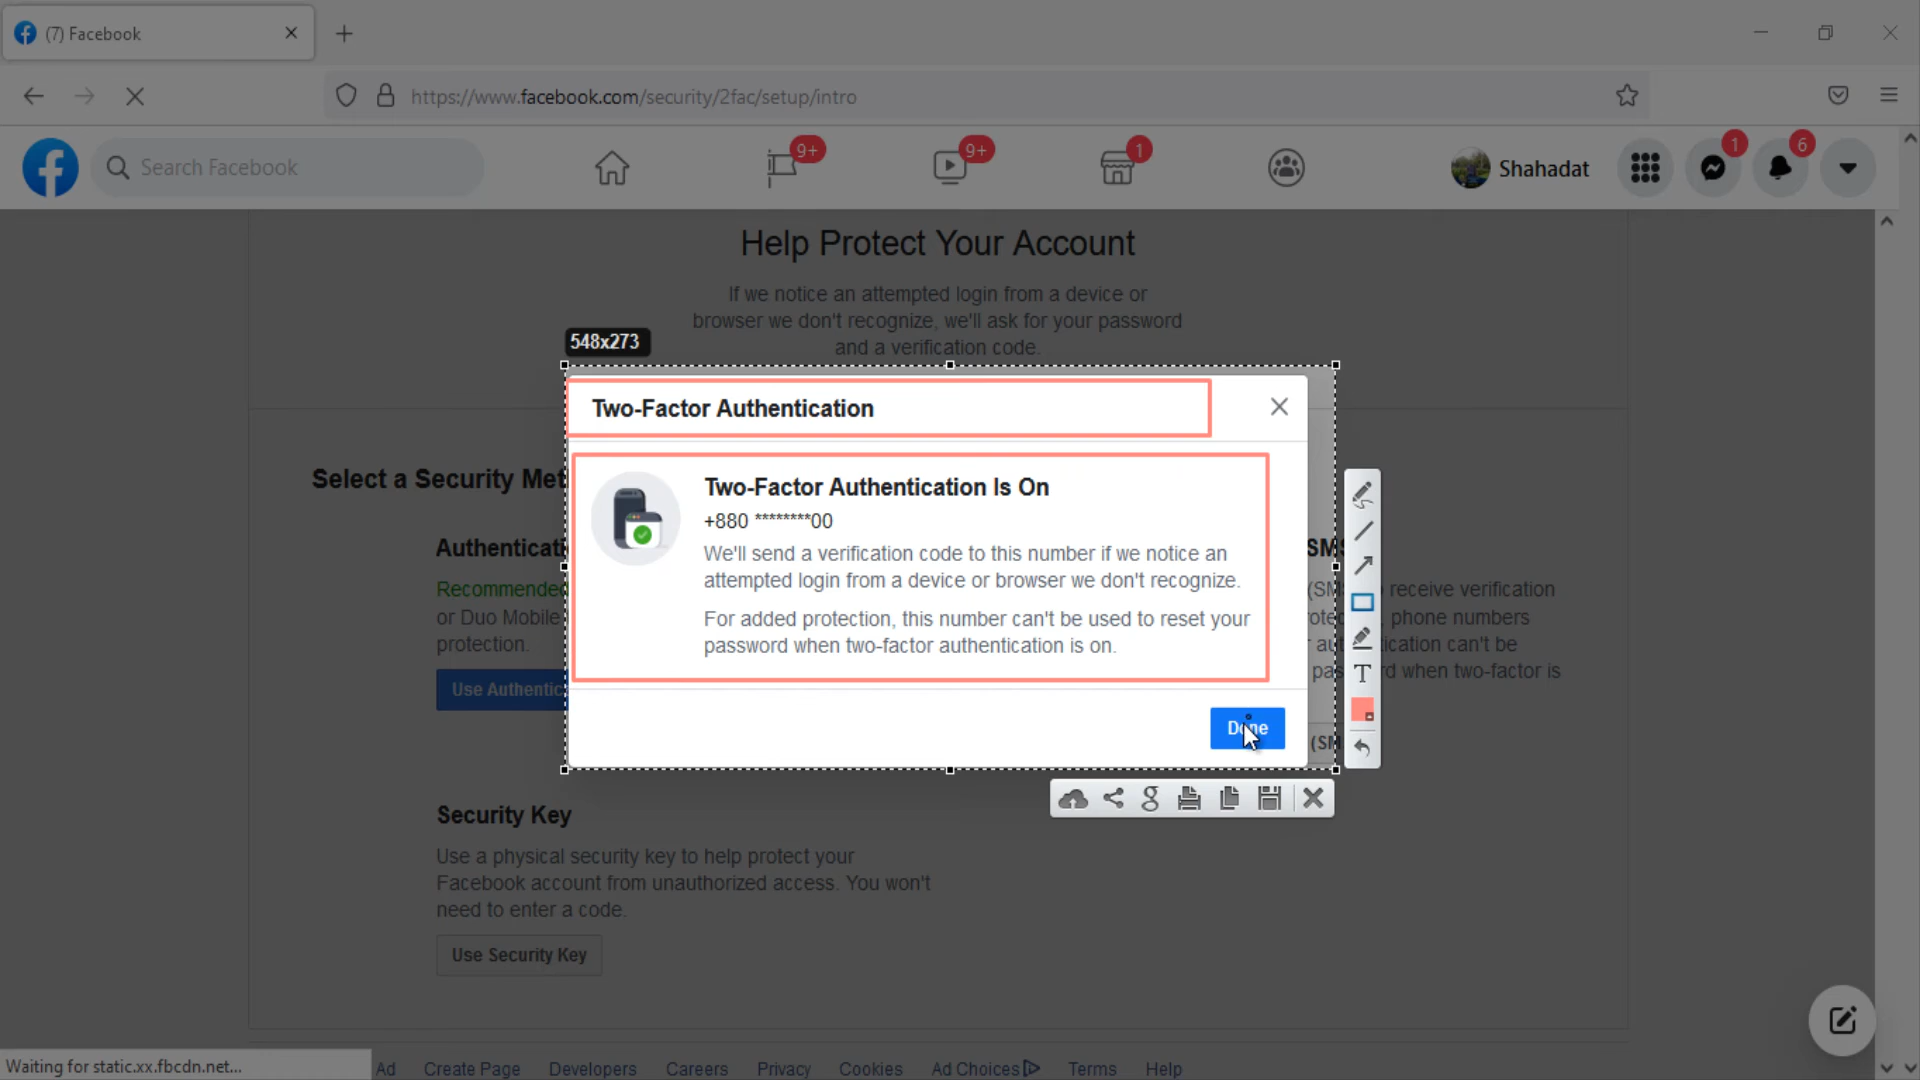 (7) Facebook
https://www.facebook.com/security/2fac/setup/intro
Search Facebook
9+
9+
1
Shahadat
1
6
Help Protect Your Account
If we notice an attempted login from a device or
browser we don't recognize, we'll ask for your password
and a verification code.
548x273
Two-Factor Authentication
Select a Security Met
Two-Factor Authentication Is On
+880 ********00
We'll send a verification code to this number if we notice an
attempted login from a device or browser we don't recognize.
For added protection, this number can't be used to reset your
password when two-factor authentication is on.
Authenticati
Recommended
or Duo Mobile
protection.
Use Authentic
SMS
(SM receive verification
phone numbers
cation can't be
d when two-factor is
(SM
Done
Security Key
Use a physical security key to help protect your
Facebook account from unauthorized access. You won't
need to enter a code.
Use Security Key
Waiting for static.xx.fbcdn.net...
Ad Create Page Developers Careers Privacy Cookies Ad Choices Terms Help